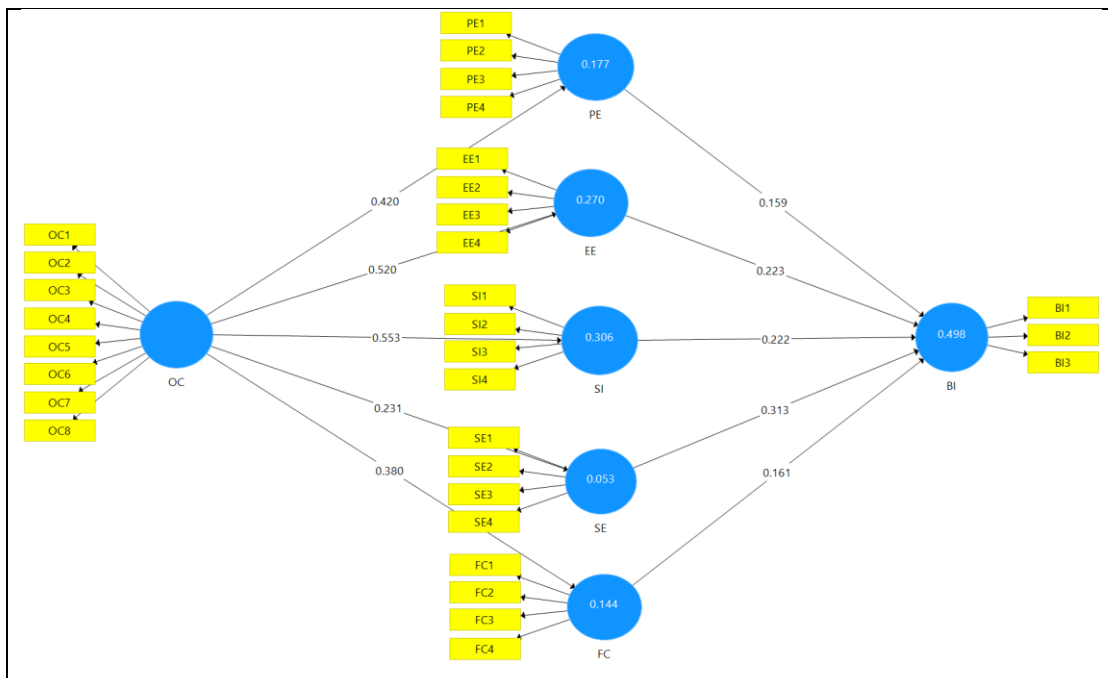 PE1
PE2
PE3
PE4
0.177
PE
EE1
EE2
EE3
EE4
0.270
EE
OC1
OC2
OC3
OC4
OC5
OC6
OC7
OC8
OC
0.420
0.520
0.553
0.231
0.380
SI1
SI2
SI3
SI4
0.306
SI
SE1
SE2
SE3
SE4
0.053
SE
FC1
FC2
FC3
FC4
0.144
FC
0.159
0.223
0.222
0.313
0.161
0.498
BI
BI1
BI2
BI3